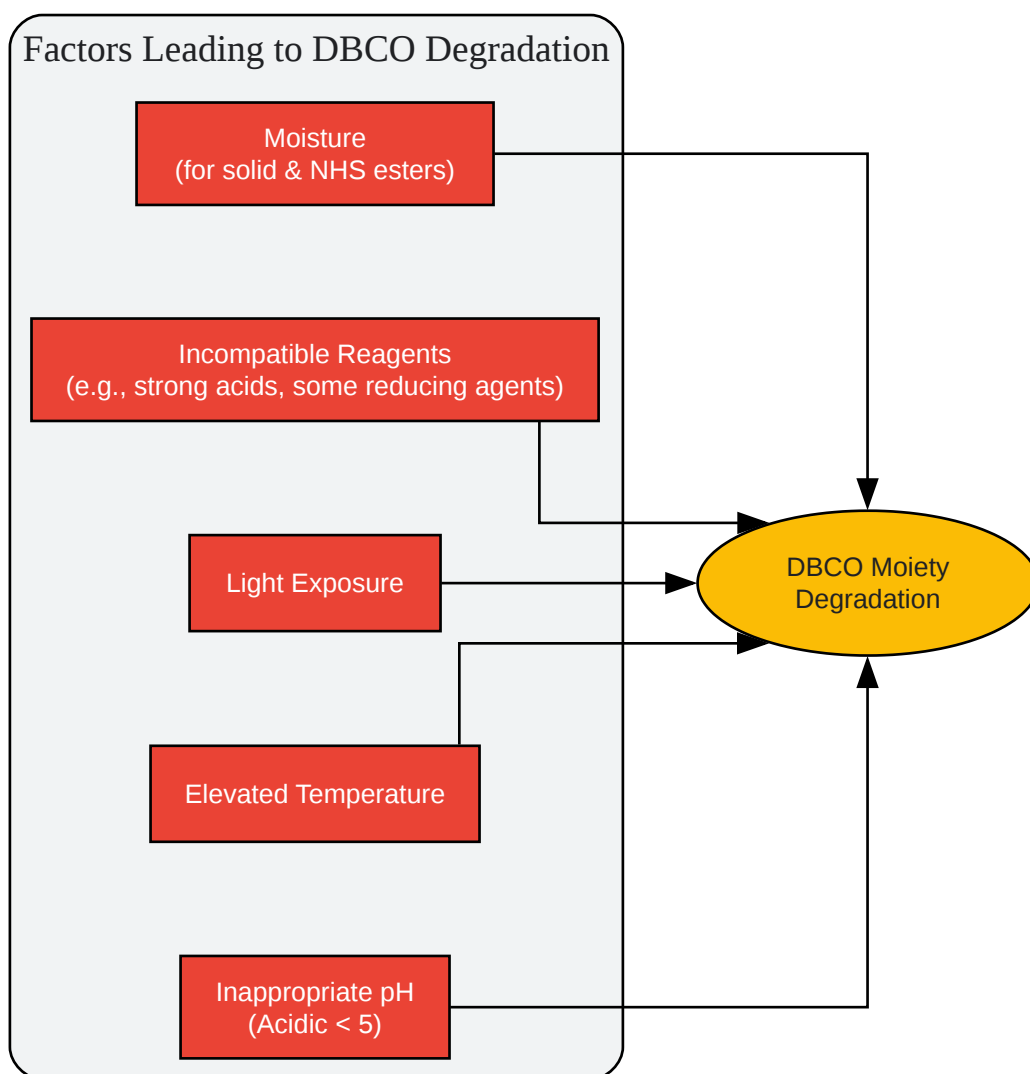 Factors Leading to DBCO Degradation
Moisture
(for solid & NHS esters)
Incompatible Reagents
(e.g., strong acids, some reducing agents)
Light Exposure
DBCO Moiety
Degradation
Elevated Temperature
Inappropriate pH
(Acidic < 5)